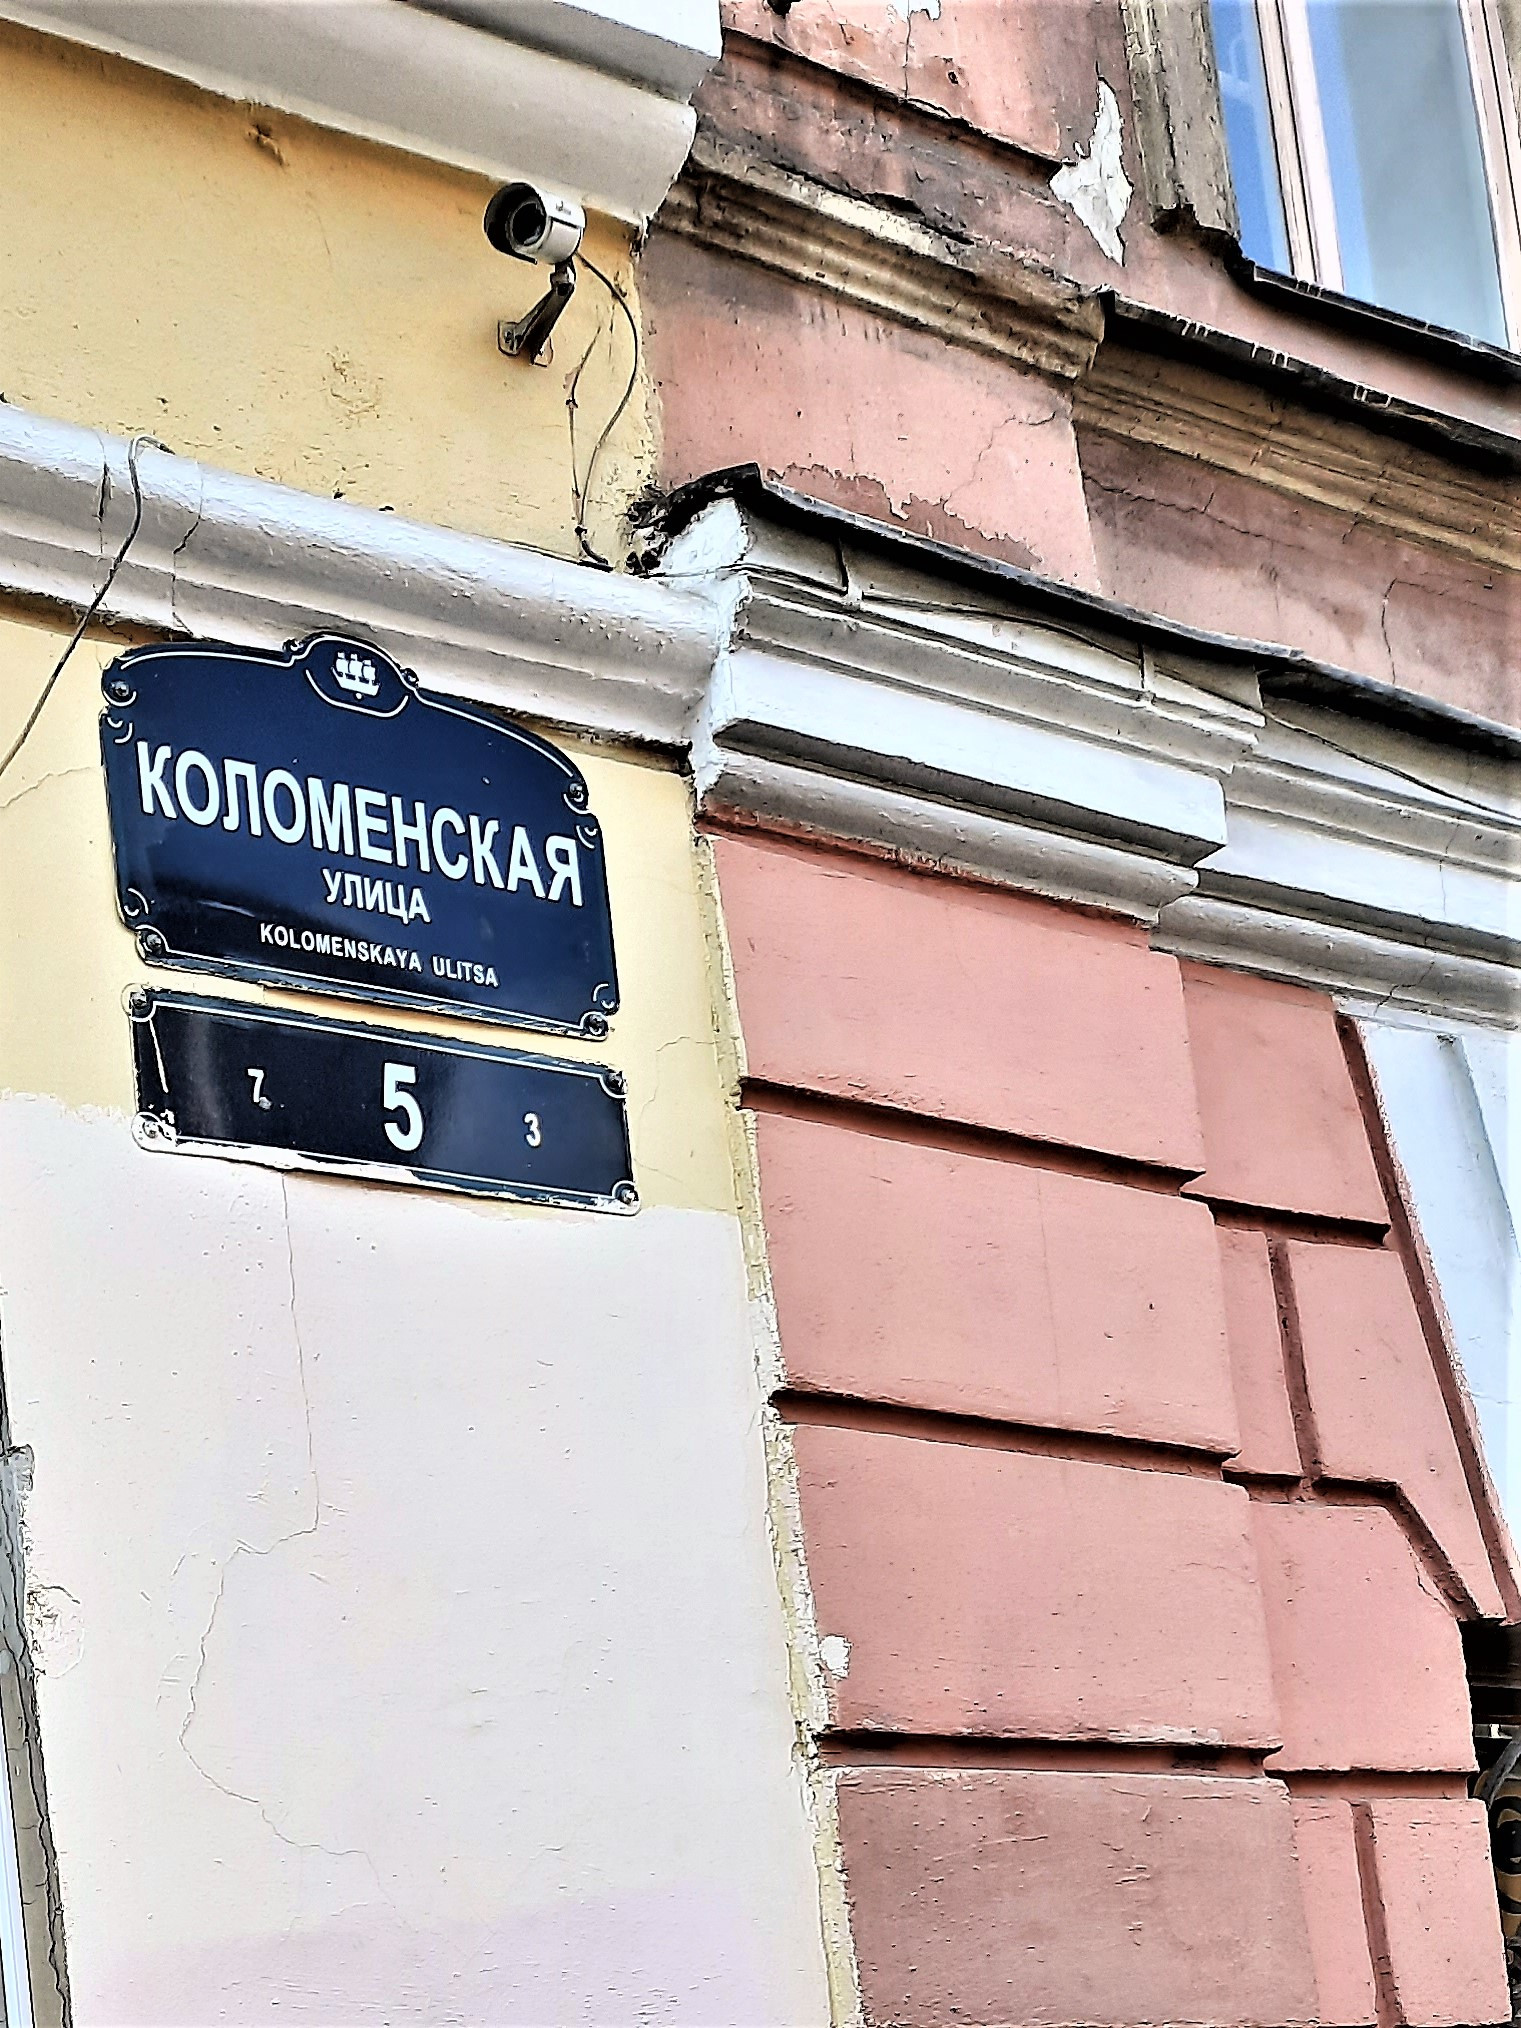 КОЛОМЕНСКАЯ
УЛИЦА
KOLOMENSKAYA ULITSA
7 5 3